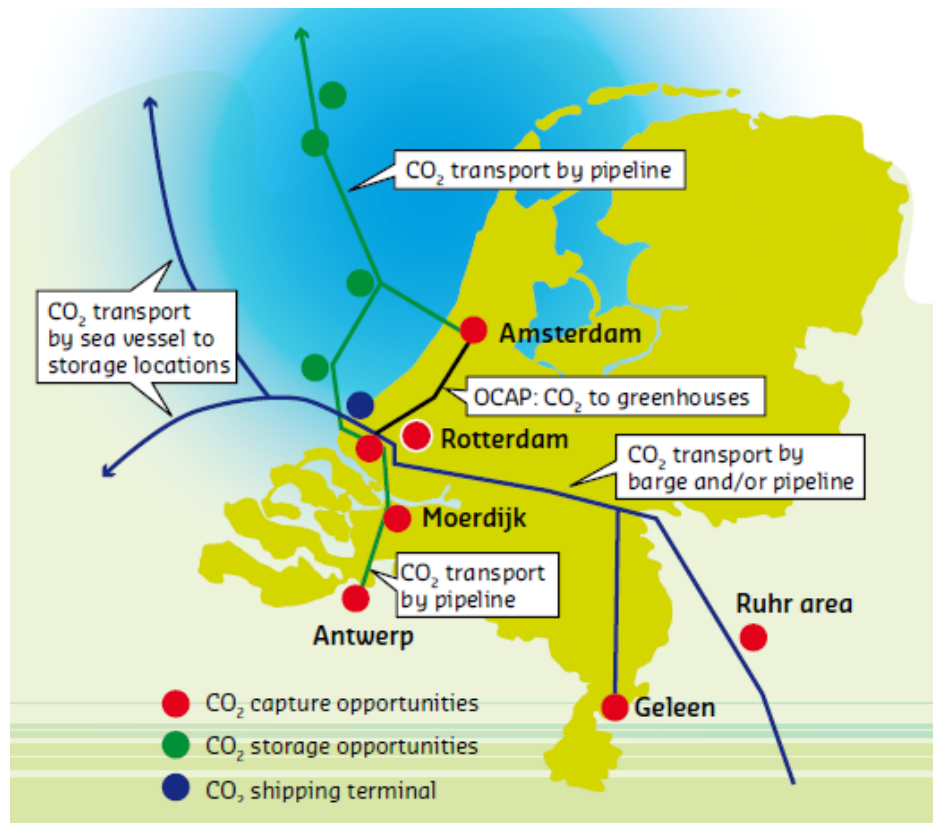 CO₂ transport by pipeline
CO₂ transport
by sea vessel to
storage locations
Amsterdam
OCAP: CO₂ to greenhouses
Rotterdam
CO₂ transport by
barge and/or pipeline
Moerdijk
CO₂ transport
by pipeline
Ruhr area
Antwerp
Geleen
CO₂ capture opportunities
CO₂ storage opportunities
CO₂ shipping terminal